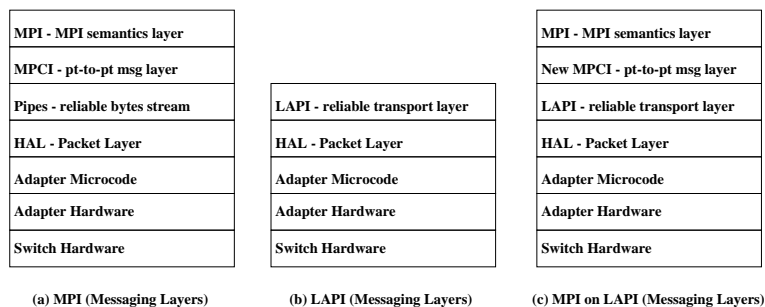 MPI - MPI semantics layer
MPCI - pt-to-pt msg layer
Pipes - reliable bytes stream
HAL - Packet Layer
Adapter Microcode
Adapter Hardware
Switch Hardware
(a) MPI (Messaging Layers)
LAPI - reliable transport layer
HAL - Packet Layer
Adapter Microcode
Adapter Hardware
Switch Hardware
(b) LAPI (Messaging Layers)
MPI - MPI semantics layer
New MPCI - pt-to-pt msg layer
LAPI - reliable transport layer
HAL - Packet Layer
Adapter Microcode
Adapter Hardware
Switch Hardware
(c) MPI on LAPI (Messaging Layers)